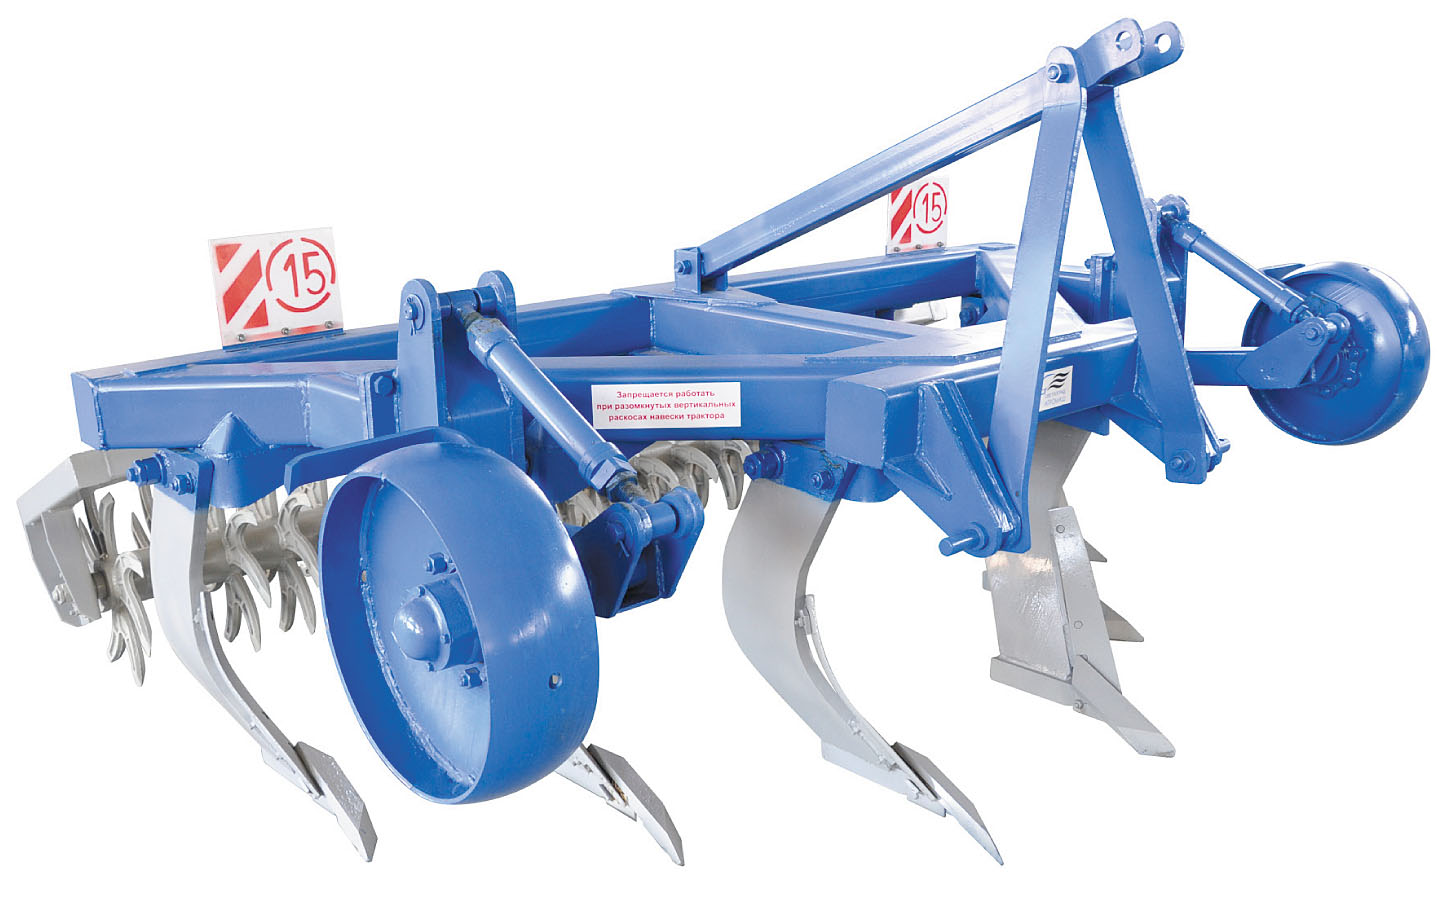 15
15
Запрещается работать
при разомкнутых вертикальных
раскосах навески трактора